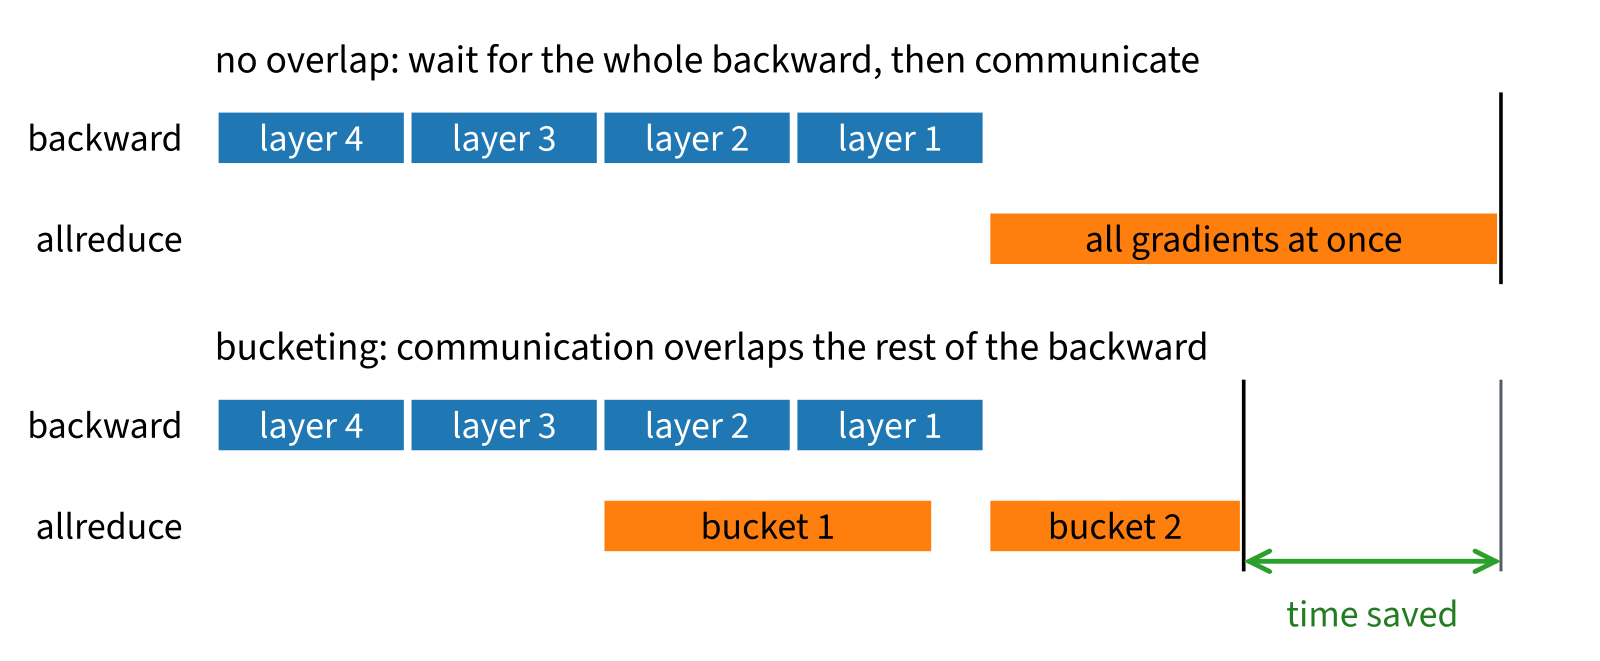 no overlap: wait for the whole backward, then communicate
backward layer 4 layer 3 layer 2 layer 1
allreduce all gradients at once
bucketing: communication overlaps the rest of the backward
backward layer 4 layer 3 layer 2 layer 1
allreduce bucket 1 bucket 2
time saved